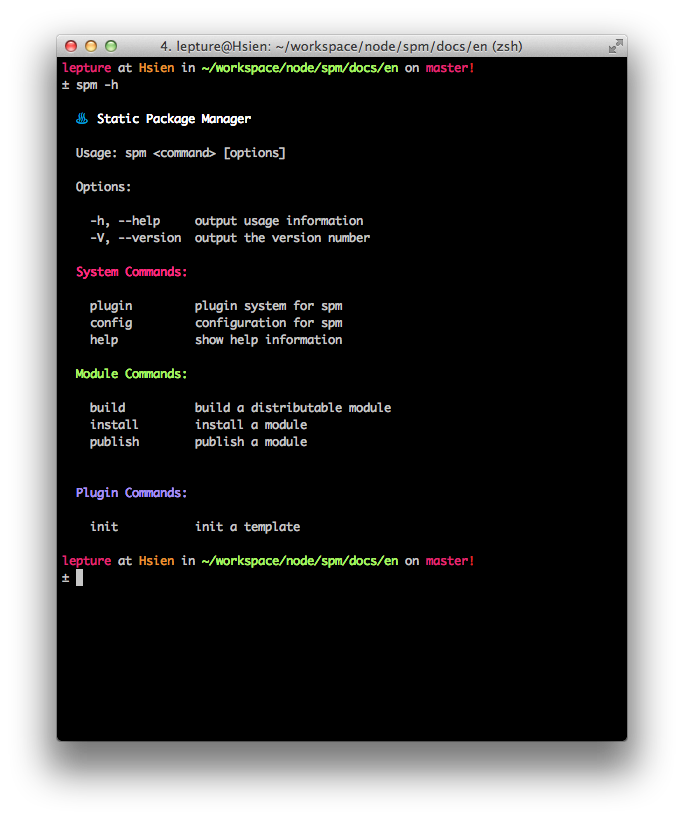 4. lepture@Hsien: ~/workspace/node/spm/docs/en (zsh)
lepture at Hsien in ~/workspace/node/spm/docs/en on master!
± spm -h
♨ Static Package Manager
Usage: spm <command> [options]
Options:
-h, --help     output usage information
-V, --version  output the version number
System Commands:
plugin         plugin system for spm
config         configuration for spm
help           show help information
Module Commands:
build          build a distributable module
install        install a module
publish        publish a module
Plugin Commands:
init           init a template
lepture at Hsien in ~/workspace/node/spm/docs/en on master!
±